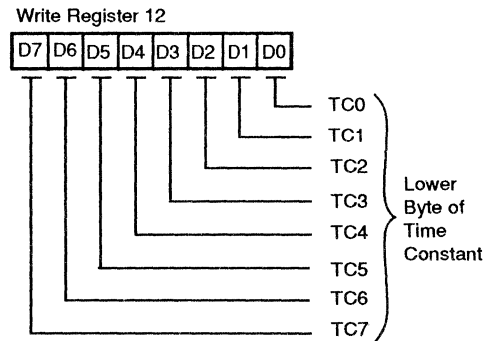 Write Register 12
D7 D6 D5 D4 D3 D2 D1 D0
TC0
TC1
TC2
TC3
TC4
TC5
TC6
TC7
Lower
Byte of
Time
Constant